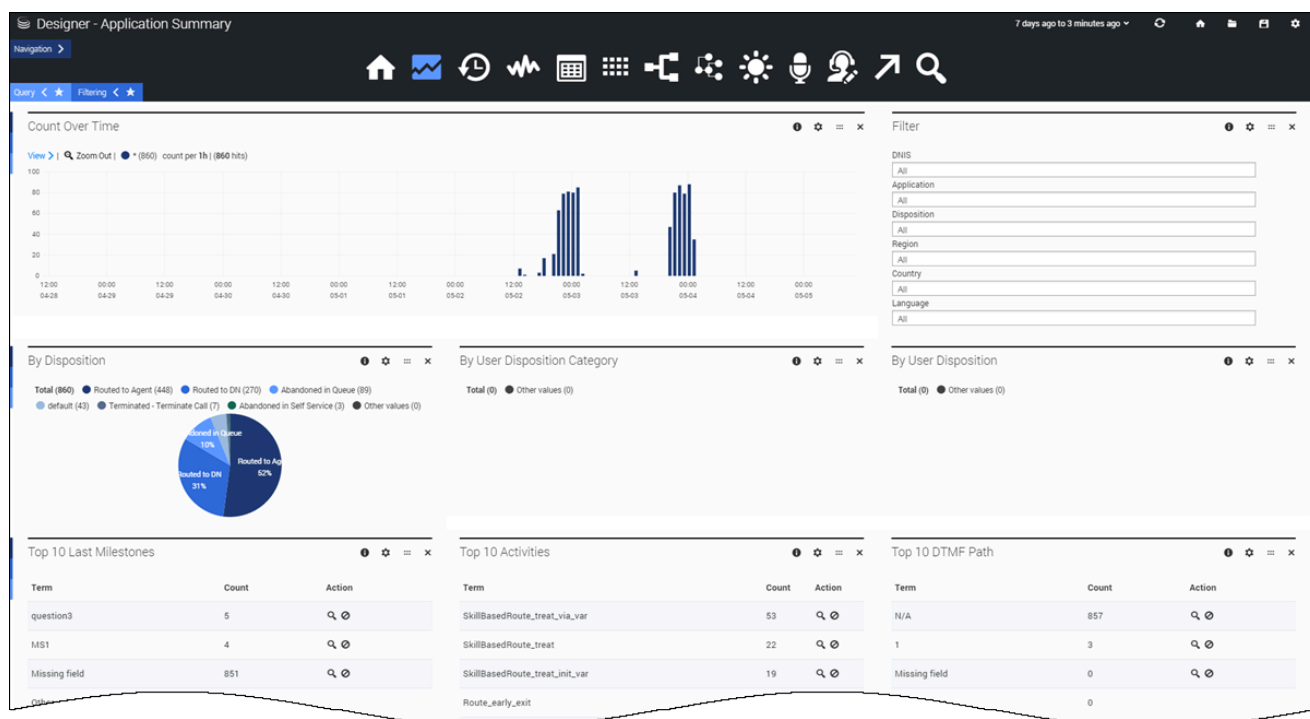 Designer - Application Summary
7 days ago to 3 minutes ago
Navigation
Query
Filtering
Count Over Time
View | Zoom Out | * (860) count per 1h | (860 hits)
100
80
60
40
20
0
12:00 00:00 12:00 00:00 12:00 00:00 12:00 00:00 12:00 00:00 12:00 00:00 12:00 00:00
04-28 04-29 04-29 04-30 04-30 05-01 05-01 05-02 05-02 05-03 05-03 05-04 05-04 05-05
Filter
DNIS
All
Application
All
Disposition
All
Region
All
Country
All
Language
All
By Disposition
Total (860) Routed to Agent (448) Routed to DN (270) Abandoned in Queue (89)
default (43) Terminated - Terminate Call (7) Abandoned in Self Service (3) Other values (0)
doned in Queue
10%
Routed to Ag
52%
Routed to DN
31%
By User Disposition Category
Total (0) Other values (0)
By User Disposition
Total (0) Other values (0)
Top 10 Last Milestones
Term Count Action
question3 5
MS1 4
Missing field 851
Other
Top 10 Activities
Term Count Action
SkillBasedRoute_treat_via_var 53
SkillBasedRoute_treat 22
SkillBasedRoute_treat_init_var 19
Route_early_exit
Top 10 DTMF Path
Term Count Action
N/A 857
1 3
Missing field 0
0